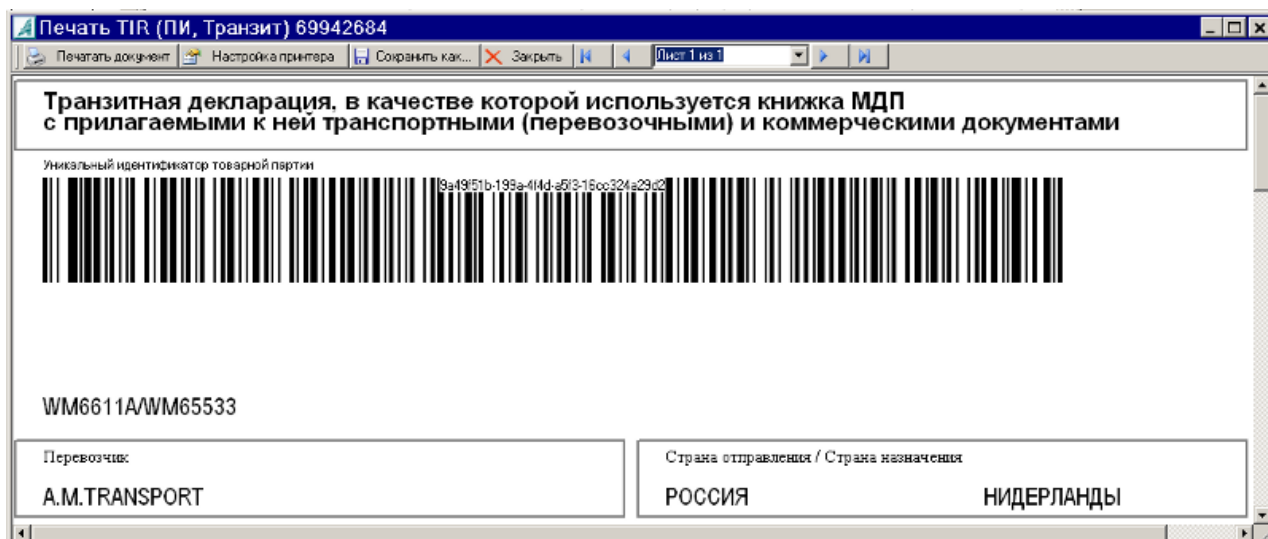 Печать TIR (ПИ, Транзит) 69942684
Печатать документ Настройка принтера Сохранить как... Закрыть Лист 1 из 1
Транзитная декларация, в качестве которой используется книжка МДП
с прилагаемыми к ней транспортными (перевозочными) и коммерческими документами
Уникальный идентификатор товарной партии
9a49f51b-199a-4f4d-a5f3-16cc324a29d2
WM6611A/WM65533
Перевозчик
Страна отправления / Страна назначения
A.M.TRANSPORT
РОССИЯ НИДЕРЛАНДЫ